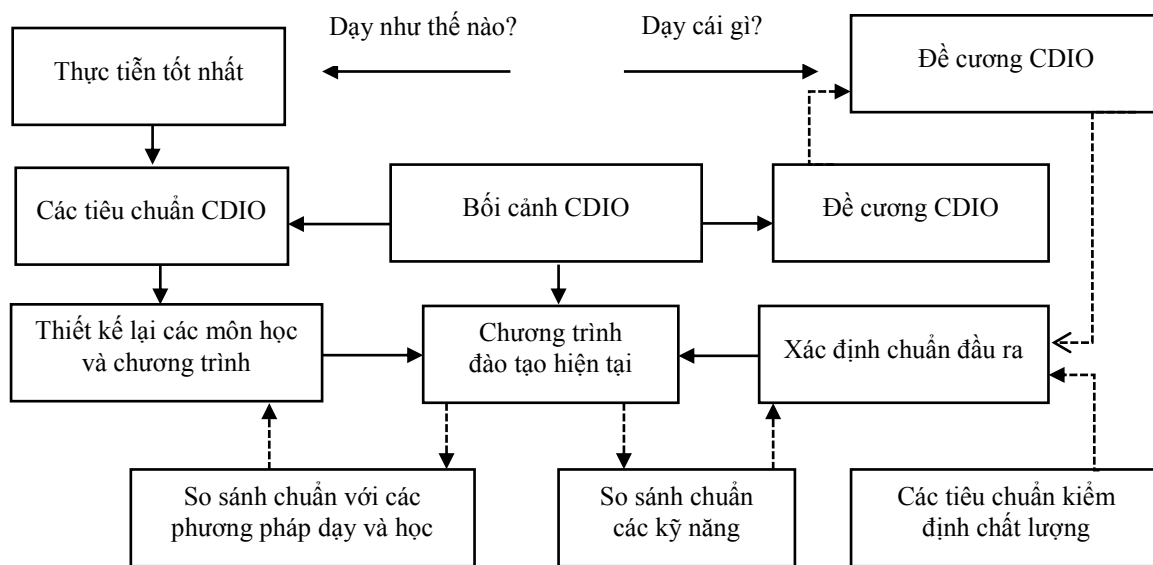 Dạy như thế nào?
Dạy cái gì?
Thực tiễn tốt nhất
Đề cương CDIO
Các tiêu chuẩn CDIO
Bối cảnh CDIO
Đề cương CDIO
Thiết kế lại các môn học
và chương trình
Chương trình
đào tạo hiện tại
Xác định chuẩn đầu ra
So sánh chuẩn với các
phương pháp dạy và học
So sánh chuẩn
các kỹ năng
Các tiêu chuẩn kiểm
định chất lượng